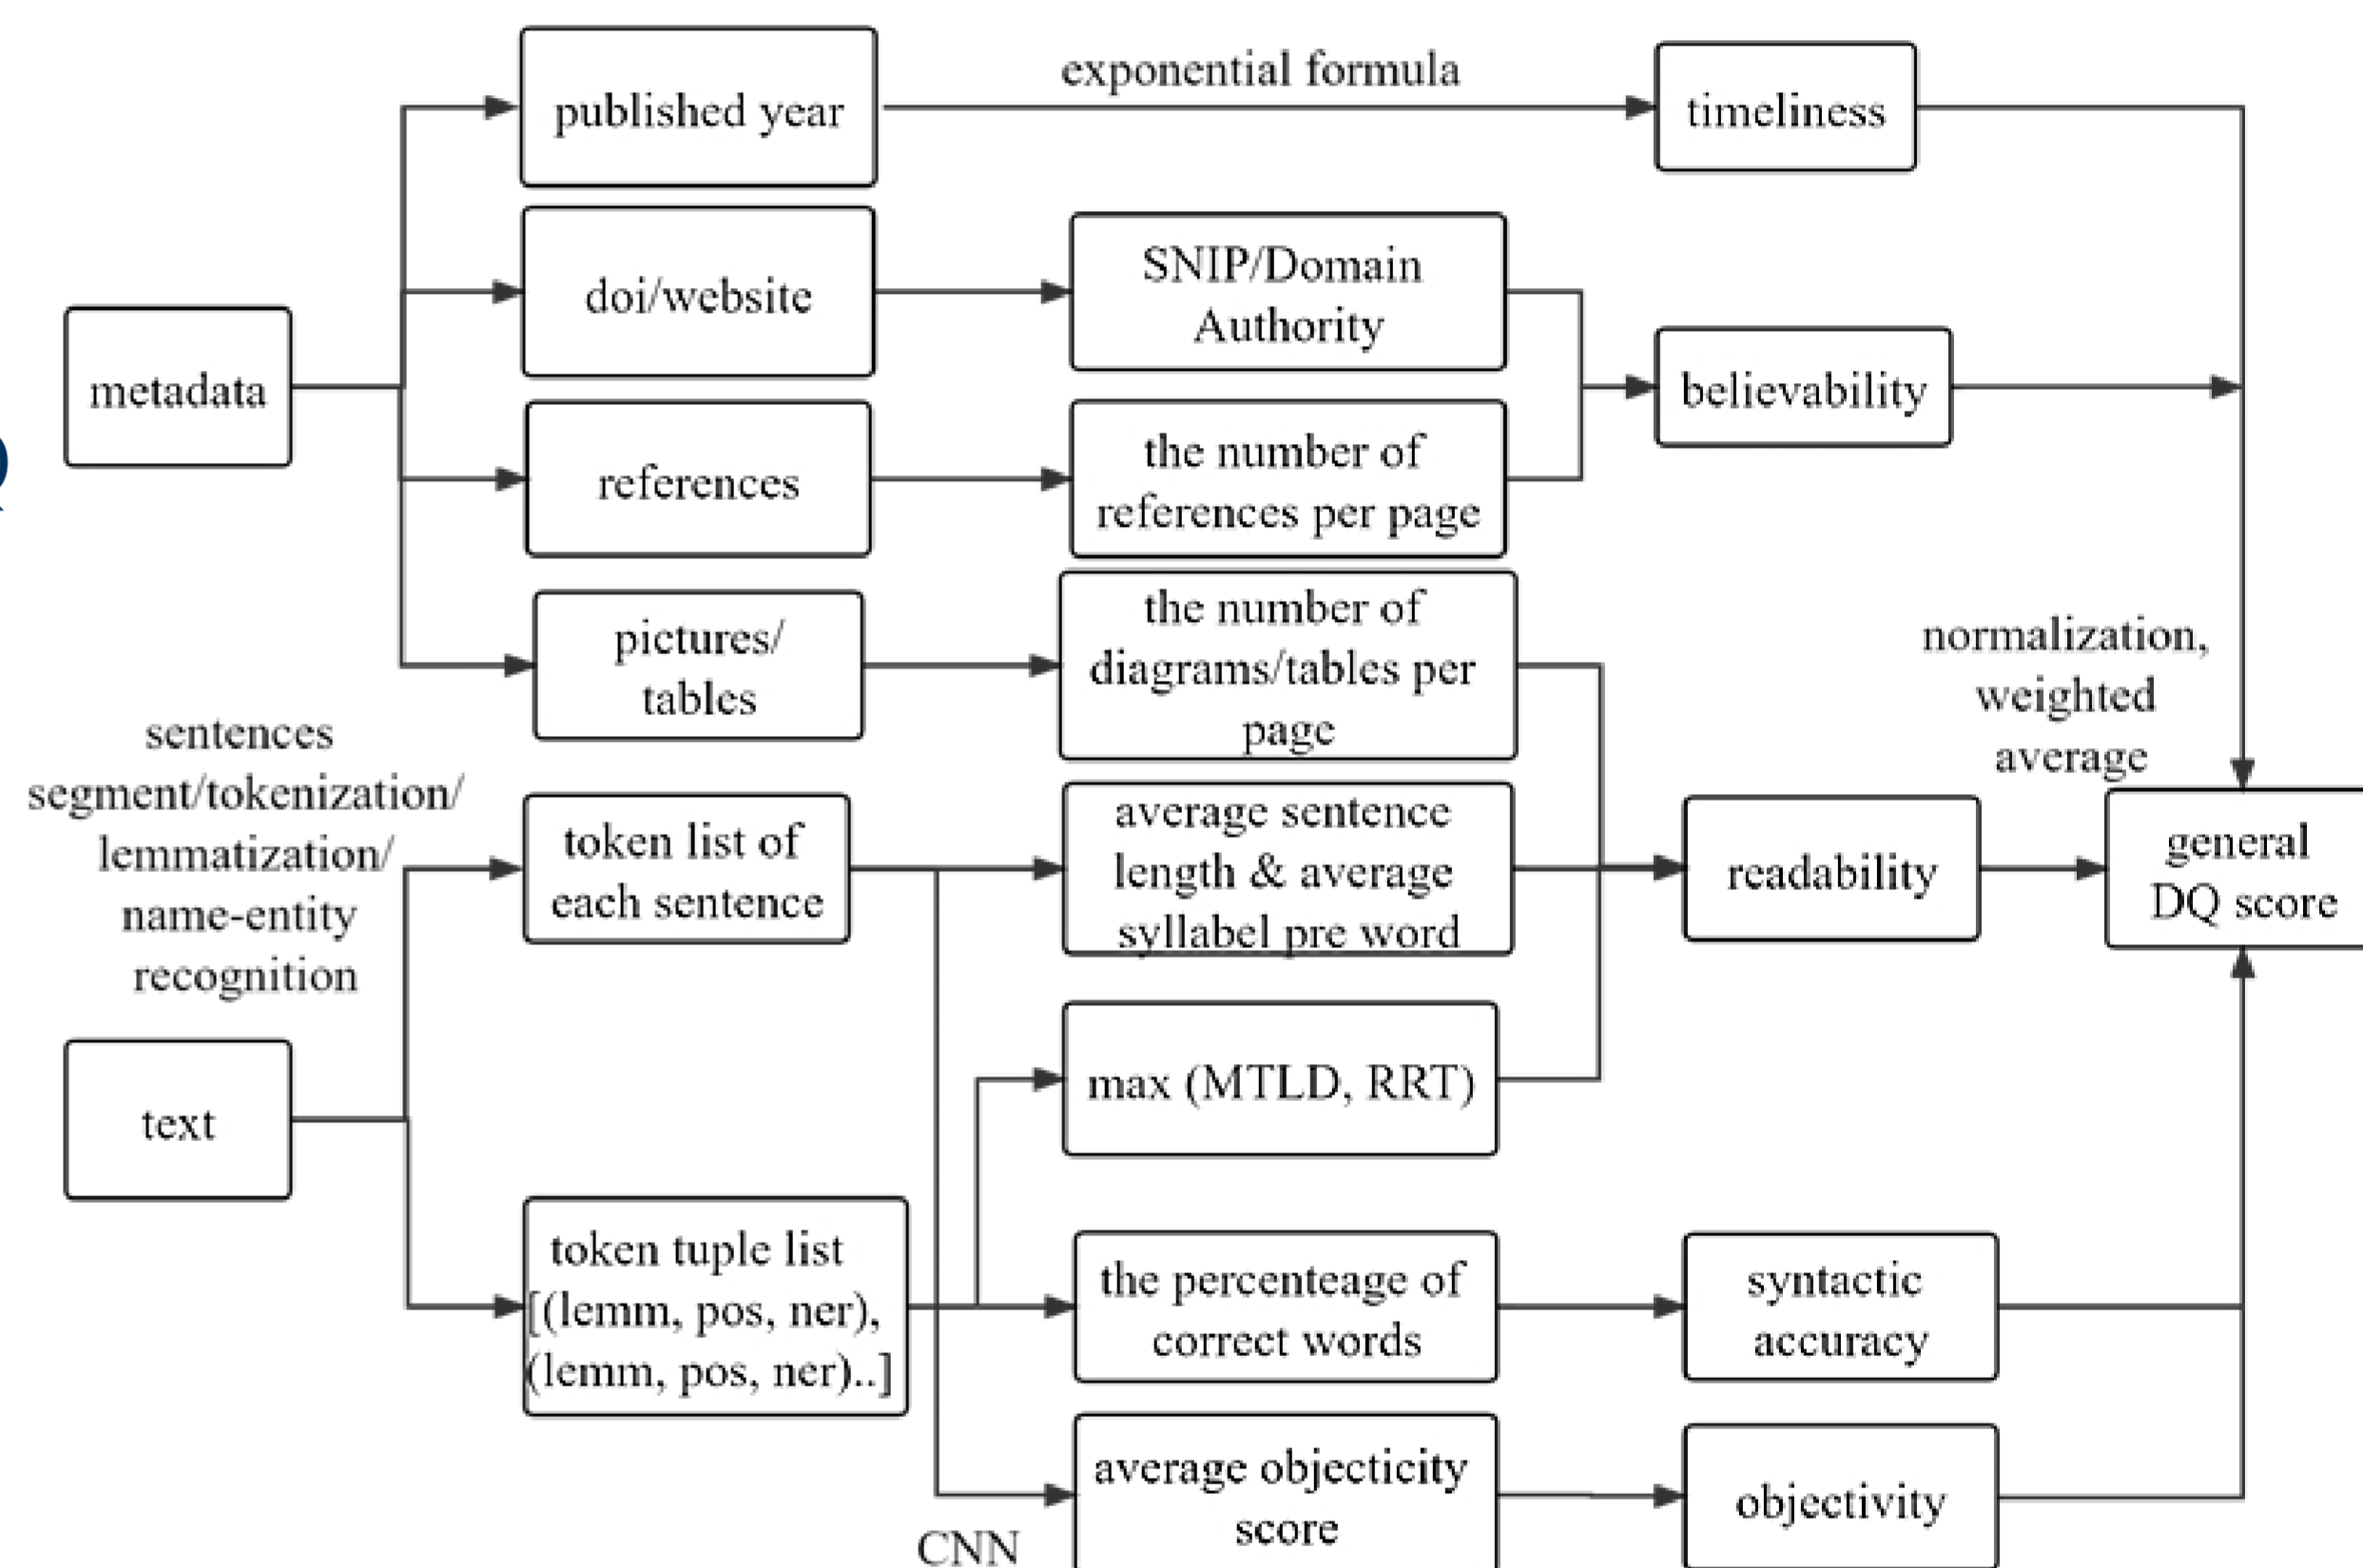 published year
exponential formula
timeliness
doi/website
SNIP/Domain
Authority
metadata
believability
references
the number of
references per page
pictures/
tables
the number of
diagrams/tables per
page
normalization,
weighted
average
sentences
segment/tokenization/
lemmatization/
name-entity
recognition
token list of
each sentence
average sentence
length & average
syllabel pre word
readability
general
DQ score
text
max (MTLD, RRT)
token tuple list
[(lemm, pos, ner),
(lemm, pos, ner)..]
the percenteage of
correct words
syntactic
accuracy
average objecticity
score
objectivity
CNN